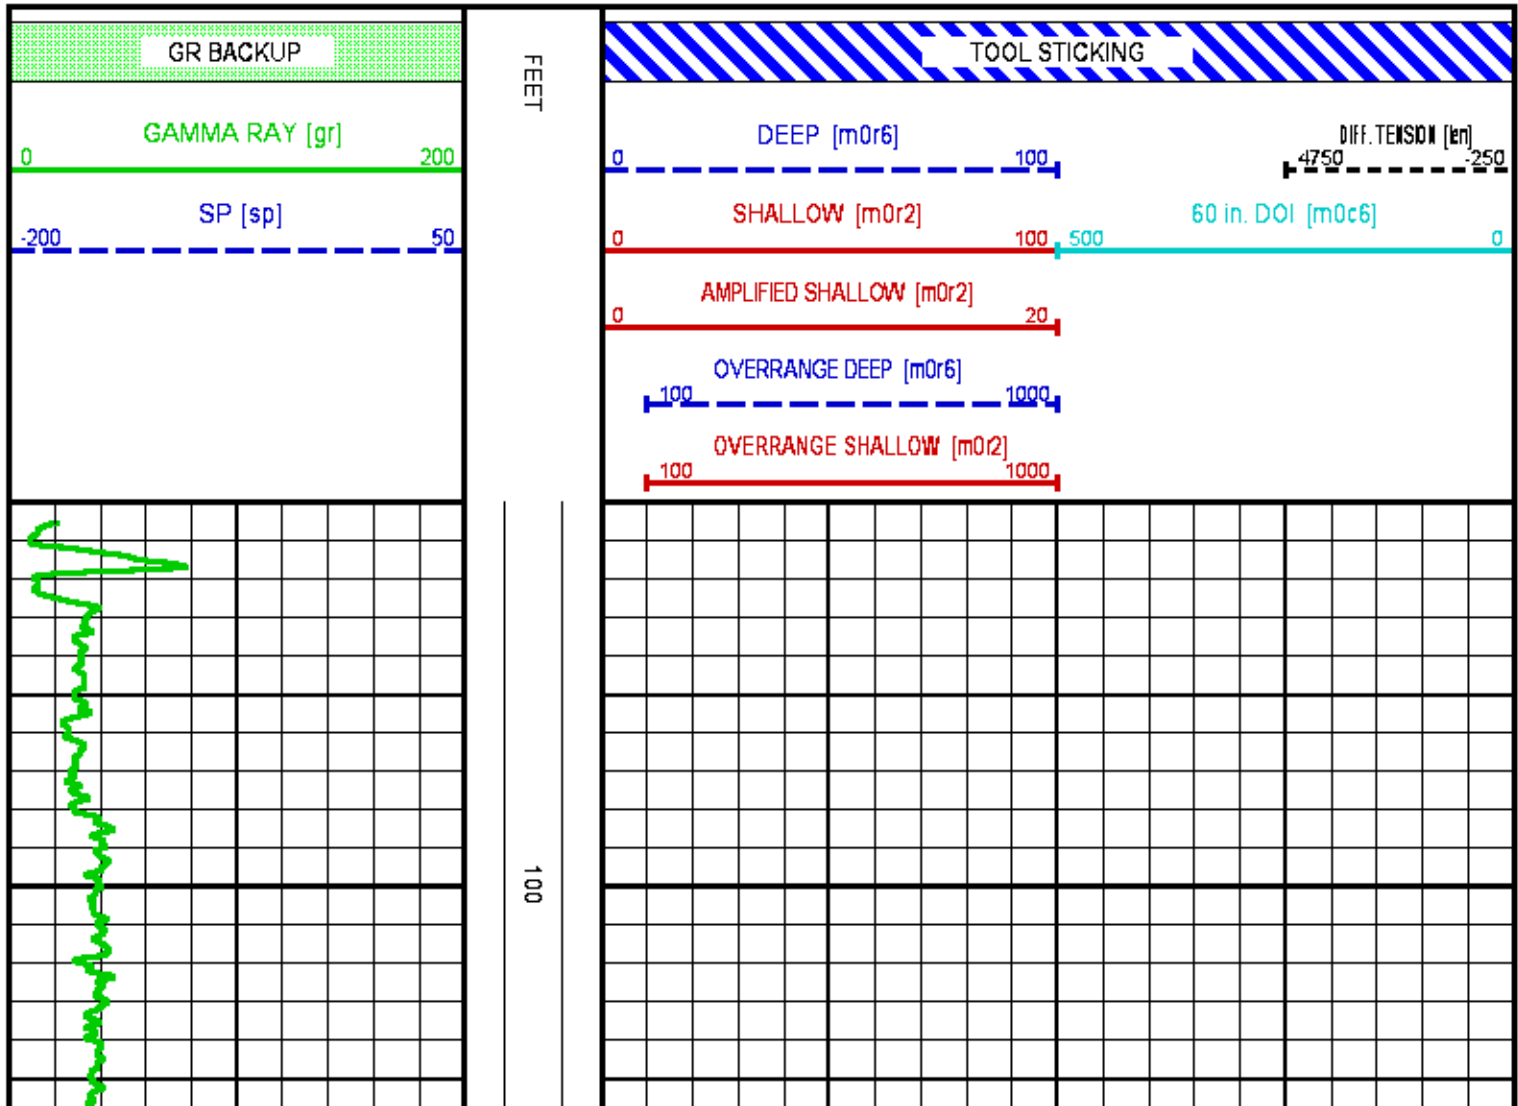 GR BACKUP
FEET
TOOL STICKING
GAMMA RAY [gr]
0 200
SP [sp]
-200 50
DEEP [m0r6]
0 100
DIFF. TENSION [ten]
4750 -250
SHALLOW [m0r2]
0 100
60 in. DOI [m0c6]
500 0
AMPLIFIED SHALLOW [m0r2]
0 20
OVERRANGE DEEP [m0r6]
100 1000
OVERRANGE SHALLOW [m0r2]
100 1000
100